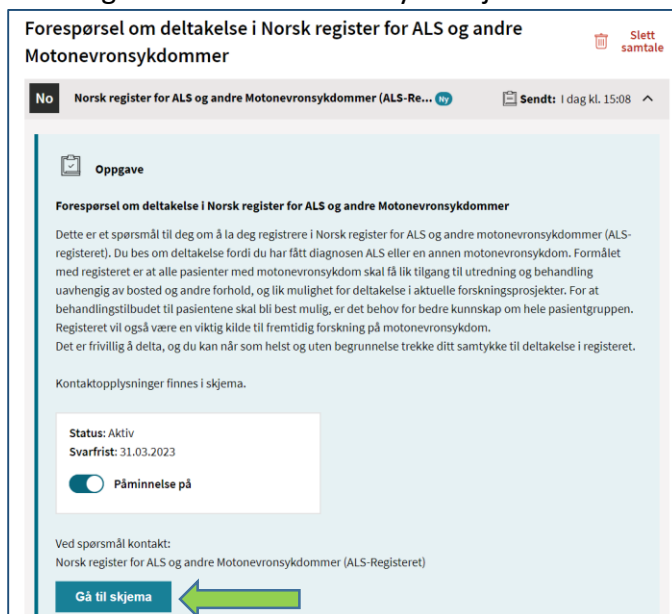 Forespørsel om deltakelse i Norsk register for ALS og andre
Motonevronsykdommer
Slett
samtale
No Norsk register for ALS og andre Motonevronsykdommer (ALS-Re... Ny Sendt: I dag kl. 15:08
Oppgave
Forespørsel om deltakelse i Norsk register for ALS og andre Motonevronsykdommer
Dette er et spørsmål til deg om å la deg registrere i Norsk register for ALS og andre motonevronsykdommer (ALS-
registeret). Du bes om deltakelse fordi du har fått diagnosen ALS eller en annen motonevronsykdom. Formålet
med registeret er at alle pasienter med motonevronsykdom skal få lik tilgang til utredning og behandling
uavhengig av bosted og andre forhold, og lik mulighet for deltakelse i aktuelle forskningsprosjekter. For at
behandlingstilbudet til pasientene skal bli best mulig, er det behov for bedre kunnskap om hele pasientgruppen.
Registeret vil også være en viktig kilde til fremtidig forskning på motonevronsykdom.
Det er frivillig å delta, og du kan når som helst og uten begrunnelse trekke ditt samtykke til deltakelse i registeret.
Kontaktopplysninger finnes i skjema.
Status: Aktiv
Svarfrist: 31.03.2023
Påminnelse på
Ved spørsmål kontakt:
Norsk register for ALS og andre Motonevronsykdommer (ALS-Registeret)
Gå til skjema